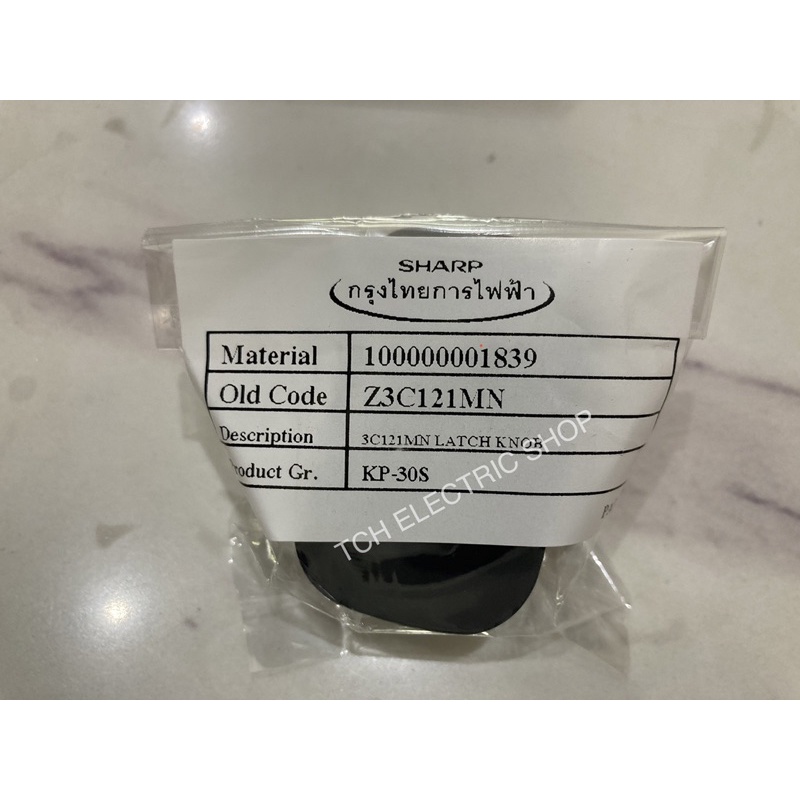 SHARP
กรุงไทยการไฟฟ้า
Material 100000001839
Old Code Z3C121MN
Description 3C121MN LATCH KNOB
Product Gr. KP-30S
TCH ELECTRIC SHOP